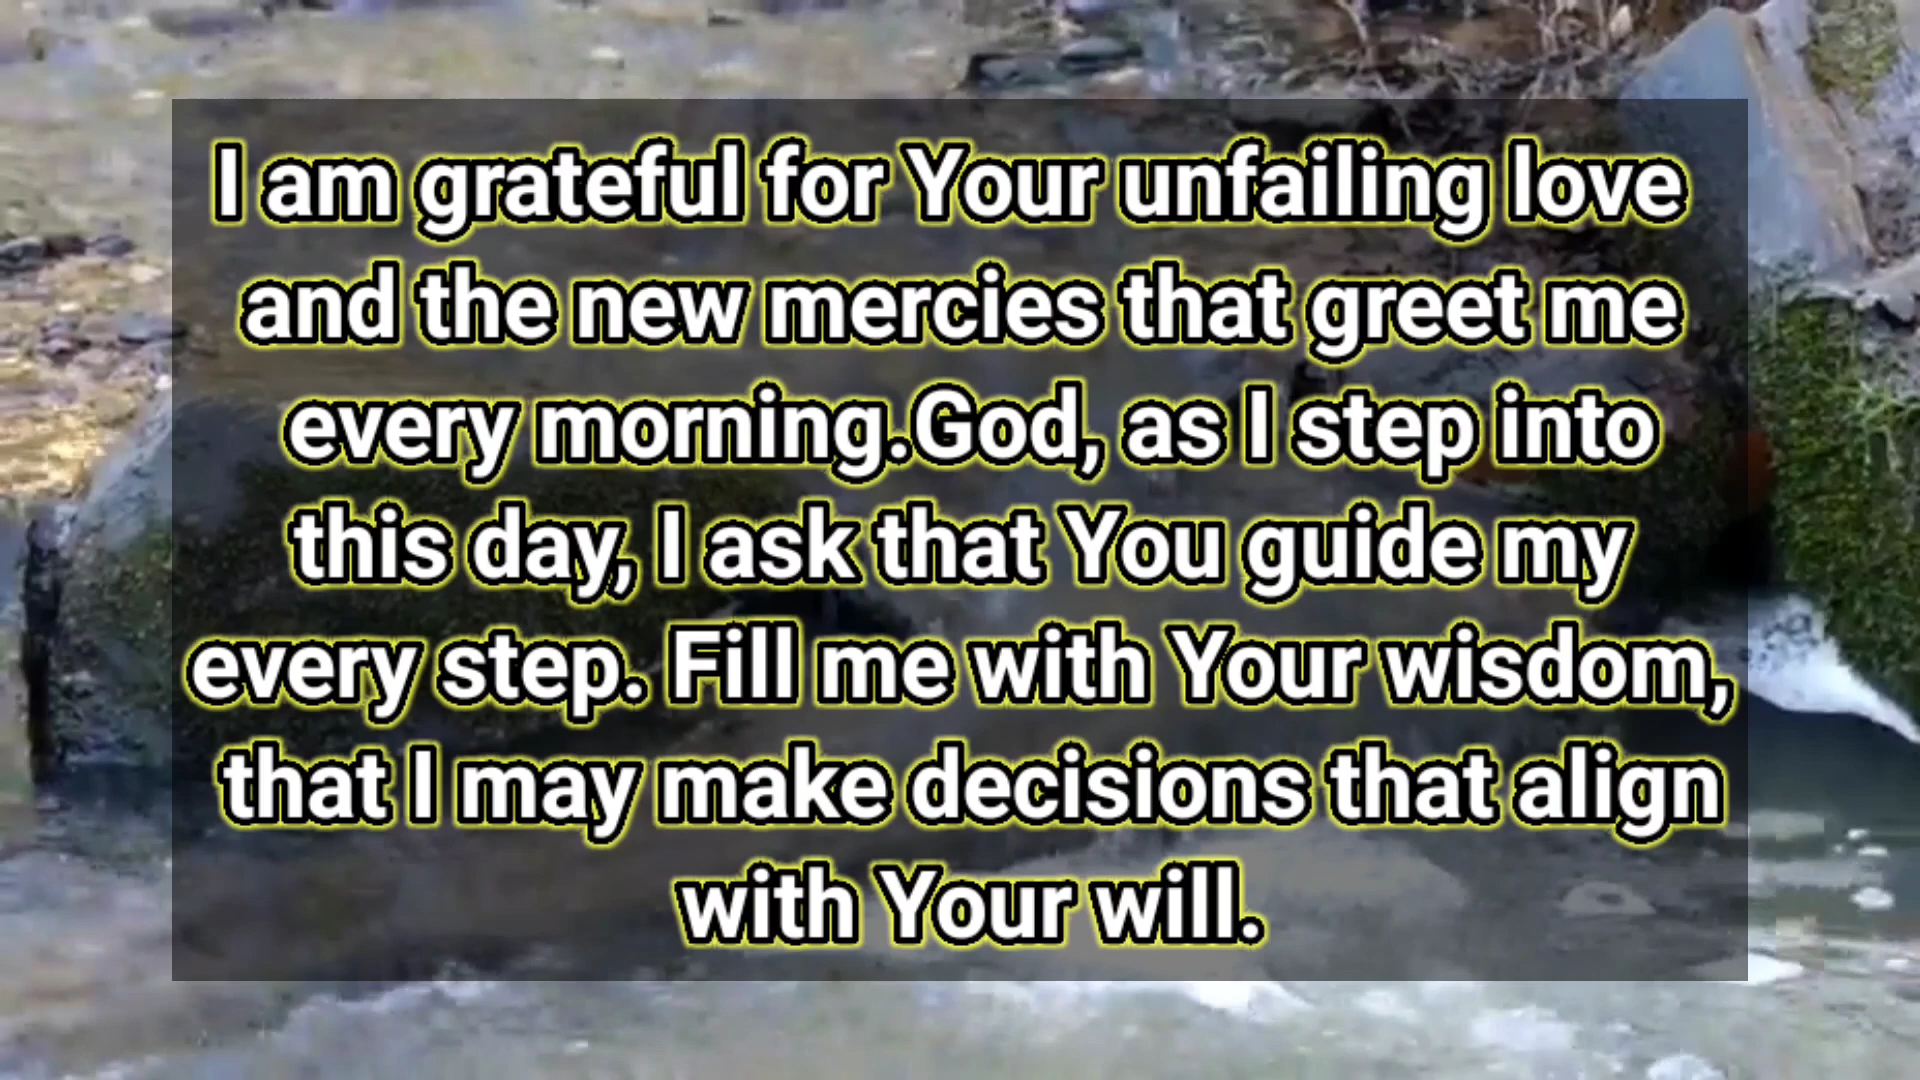 I am grateful for Your unfailing love
and the new mercies that greet me
every morning.God, as I step into
this day, I ask that You guide my
every step. Fill me with Your wisdom,
that I may make decisions that align
with Your will.